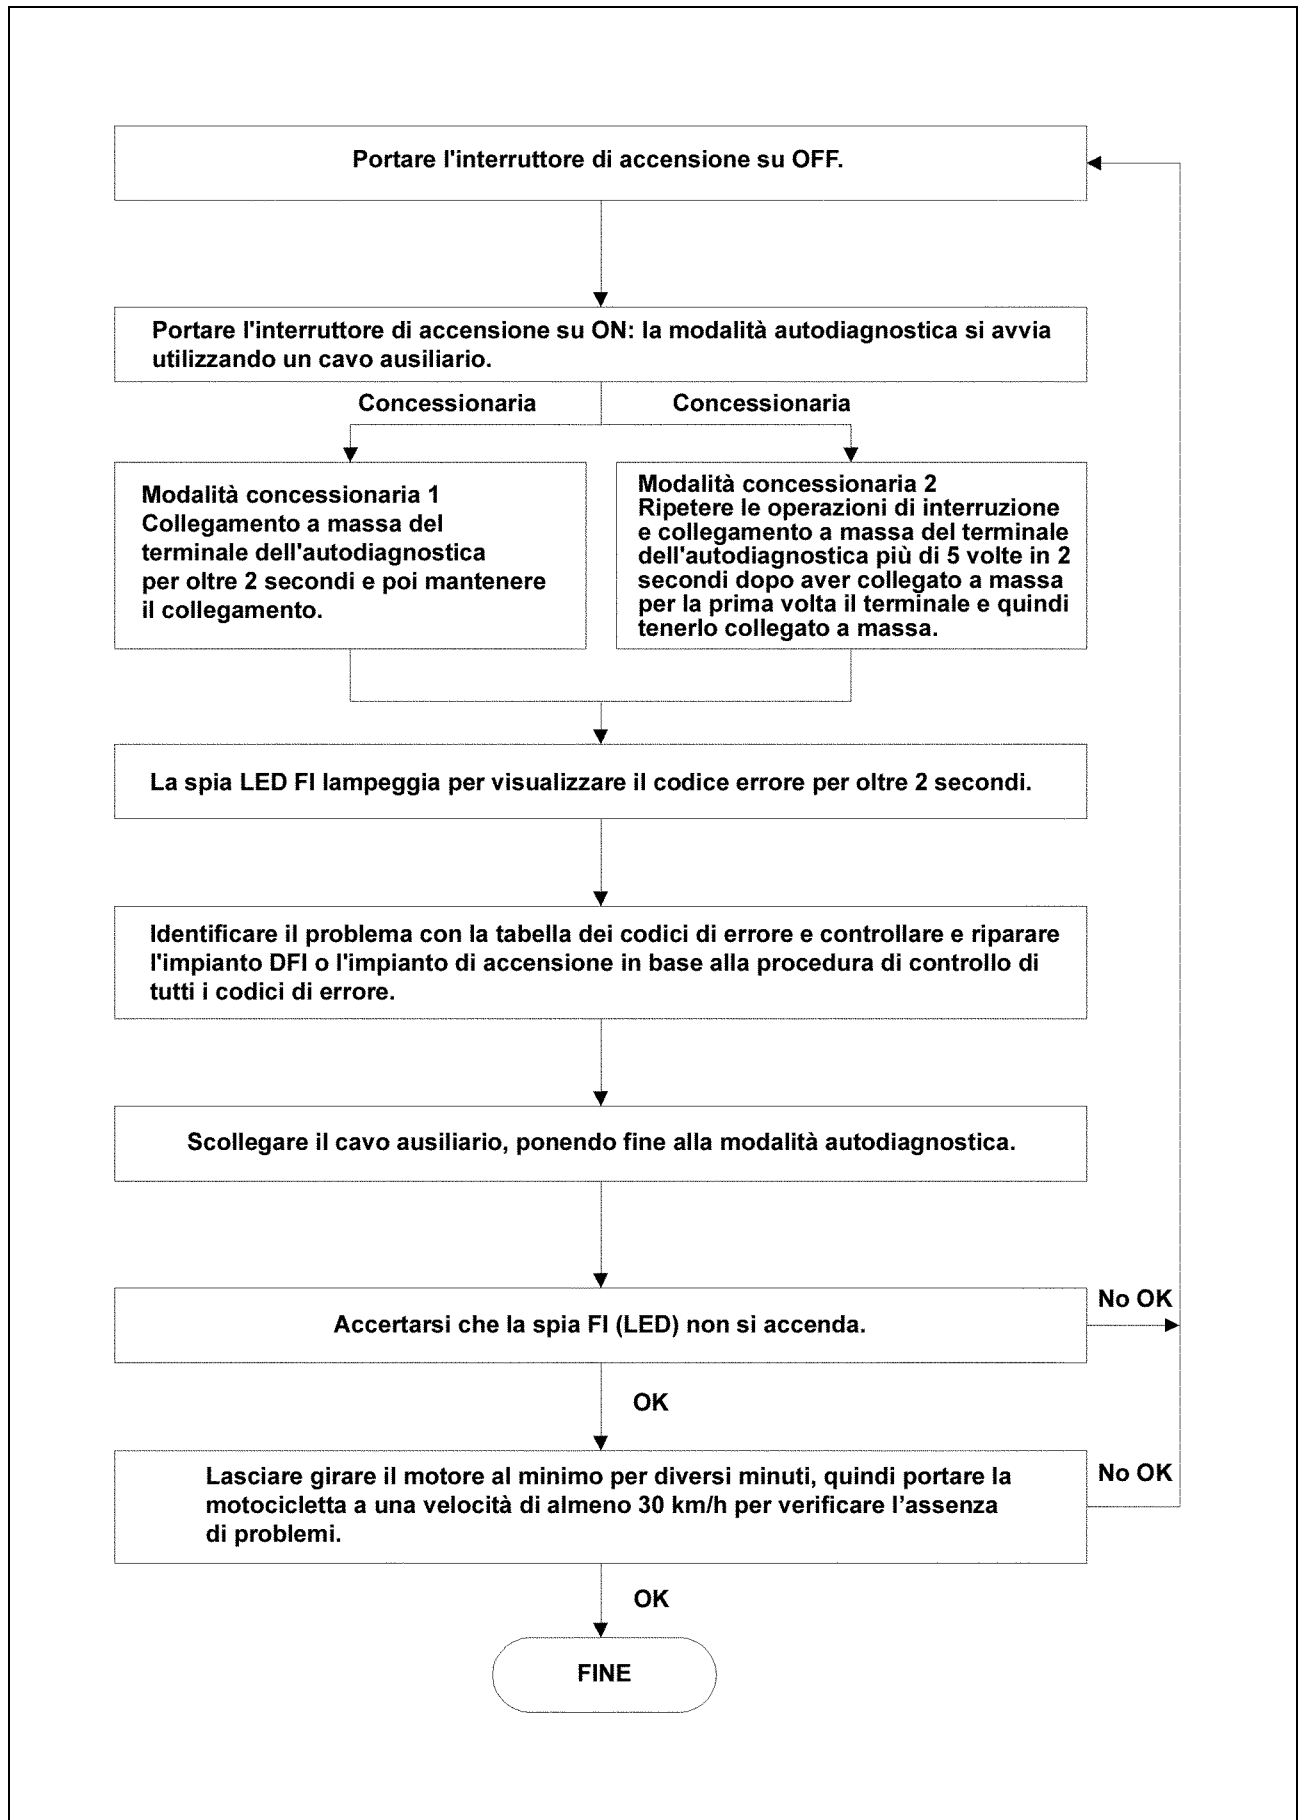 Portare l'interruttore di accensione su OFF.
Portare l'interruttore di accensione su ON: la modalità autodiagnostica si avvia
utilizzando un cavo ausiliario.
Concessionaria
Concessionaria
Modalità concessionaria 1
Collegamento a massa del
terminale dell'autodiagnostica
per oltre 2 secondi e poi mantenere
il collegamento.
Modalità concessionaria 2
Ripetere le operazioni di interruzione
e collegamento a massa del terminale
dell'autodiagnostica più di 5 volte in 2
secondi dopo aver collegato a massa
per la prima volta il terminale e quindi
tenerlo collegato a massa.
La spia LED FI lampeggia per visualizzare il codice errore per oltre 2 secondi.
Identificare il problema con la tabella dei codici di errore e controllare e riparare
l'impianto DFI o l'impianto di accensione in base alla procedura di controllo di
tutti i codici di errore.
Scollegare il cavo ausiliario, ponendo fine alla modalità autodiagnostica.
Accertarsi che la spia FI (LED) non si accenda.
No OK
OK
Lasciare girare il motore al minimo per diversi minuti, quindi portare la
motocicletta a una velocità di almeno 30 km/h per verificare l’assenza
di problemi.
No OK
OK
FINE